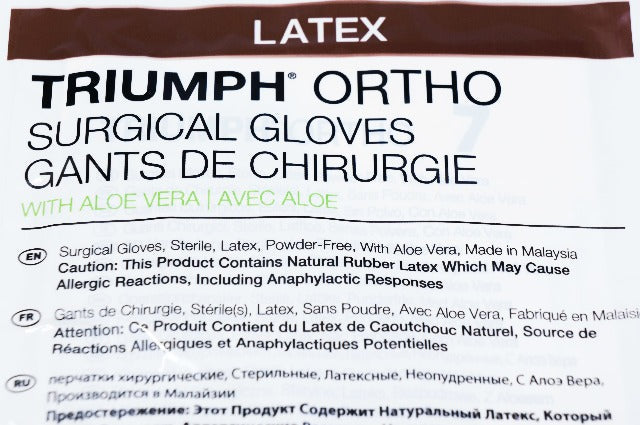 LATEX
TRIUMPH® ORTHO
SURGICAL GLOVES
GANTS DE CHIRURGIE
WITH ALOE VERA | AVEC ALOE
EN Surgical Gloves, Sterile, Latex, Powder-Free, With Aloe Vera, Made in Malaysia
Caution: This Product Contains Natural Rubber Latex Which May Cause
Allergic Reactions, Including Anaphylactic Responses
FR Gants de Chirurgie, Stérile(s), Latex, Sans Poudre, Avec Aloe Vera, Fabriqué en Malaisi
Attention: Ce Produit Contient du Latex de Caoutchouc Naturel, Source de
Réactions Allergiques et Anaphylactiques Potentielles
RU перчатки хирургические, Стерильные, Латексные, Неопудренные, С Алоэ Вера,
Производится в Малайзии
Предостережение: Этот Продукт Содержит Натуральный Латекс, Который